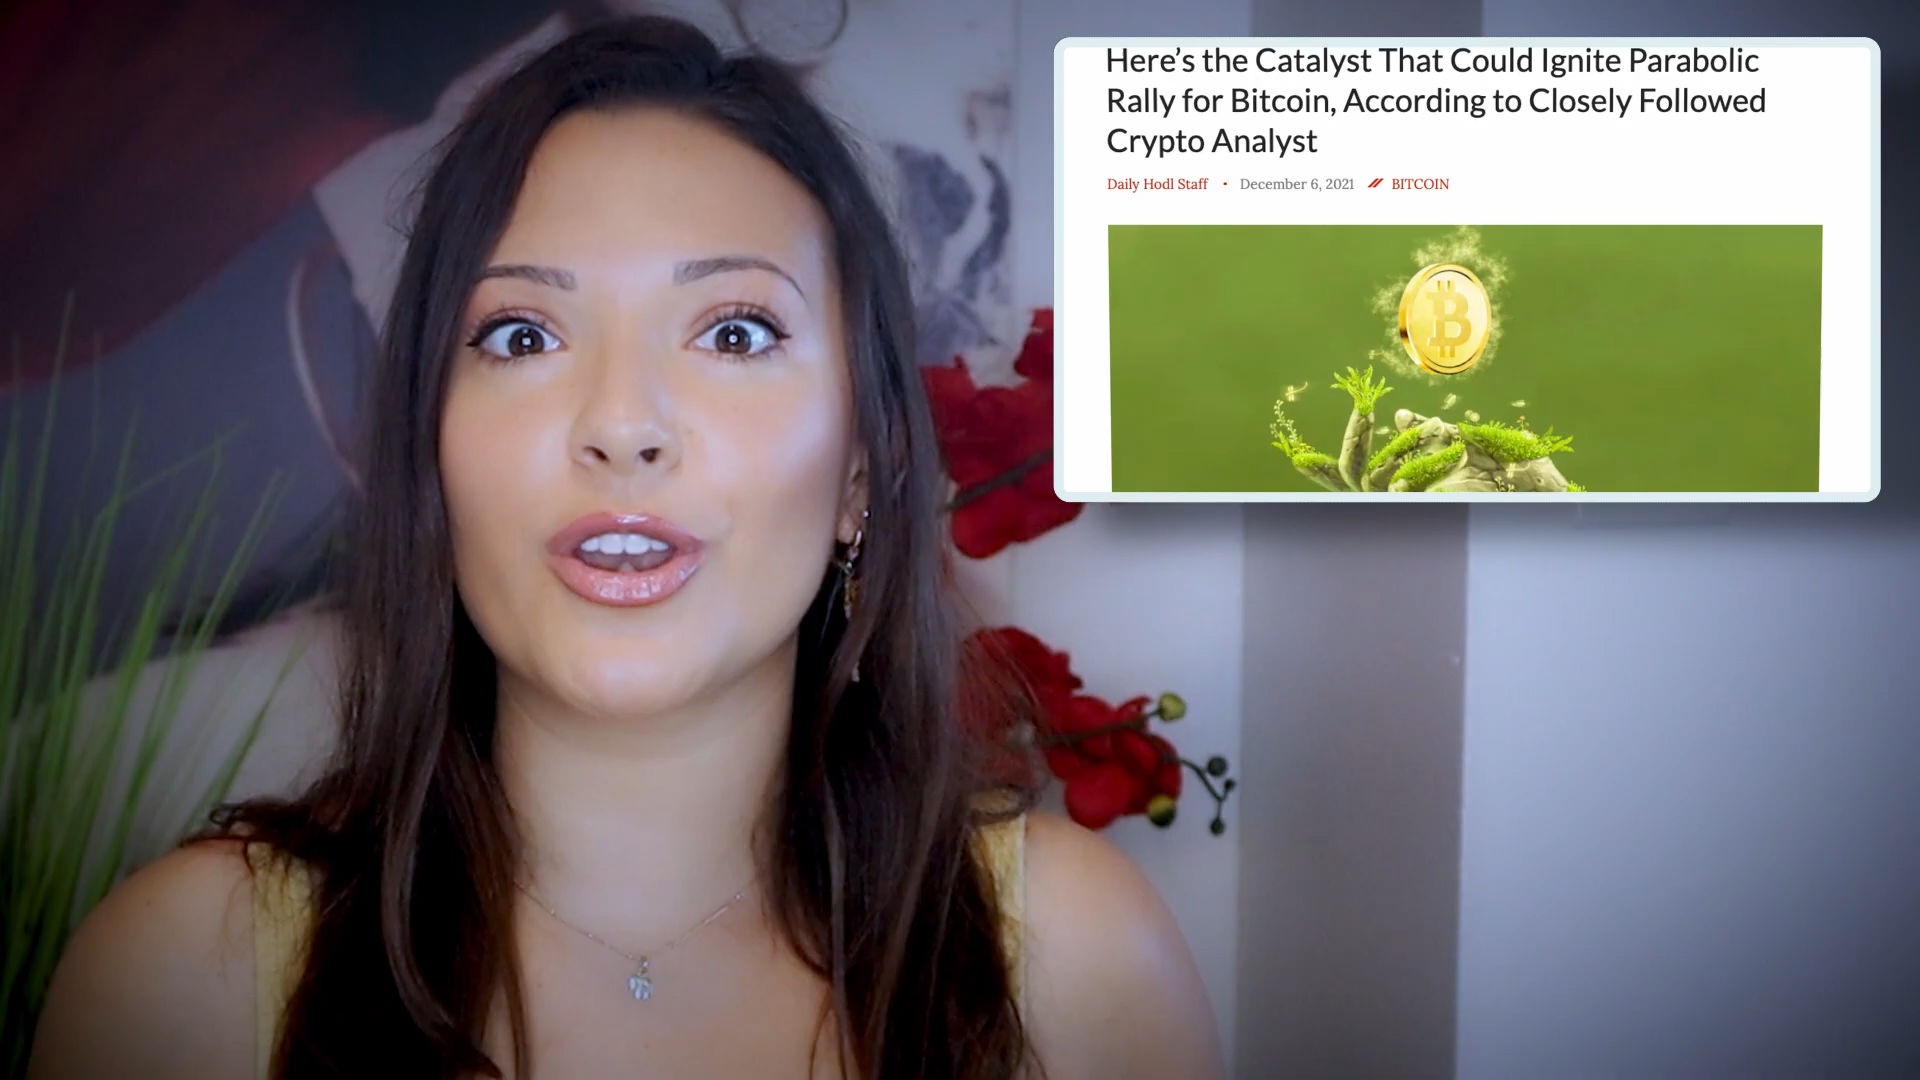 Here’s the Catalyst That Could Ignite Parabolic
Rally for Bitcoin, According to Closely Followed
Crypto Analyst
Daily Hodl Staff • December 6, 2021 // BITCOIN